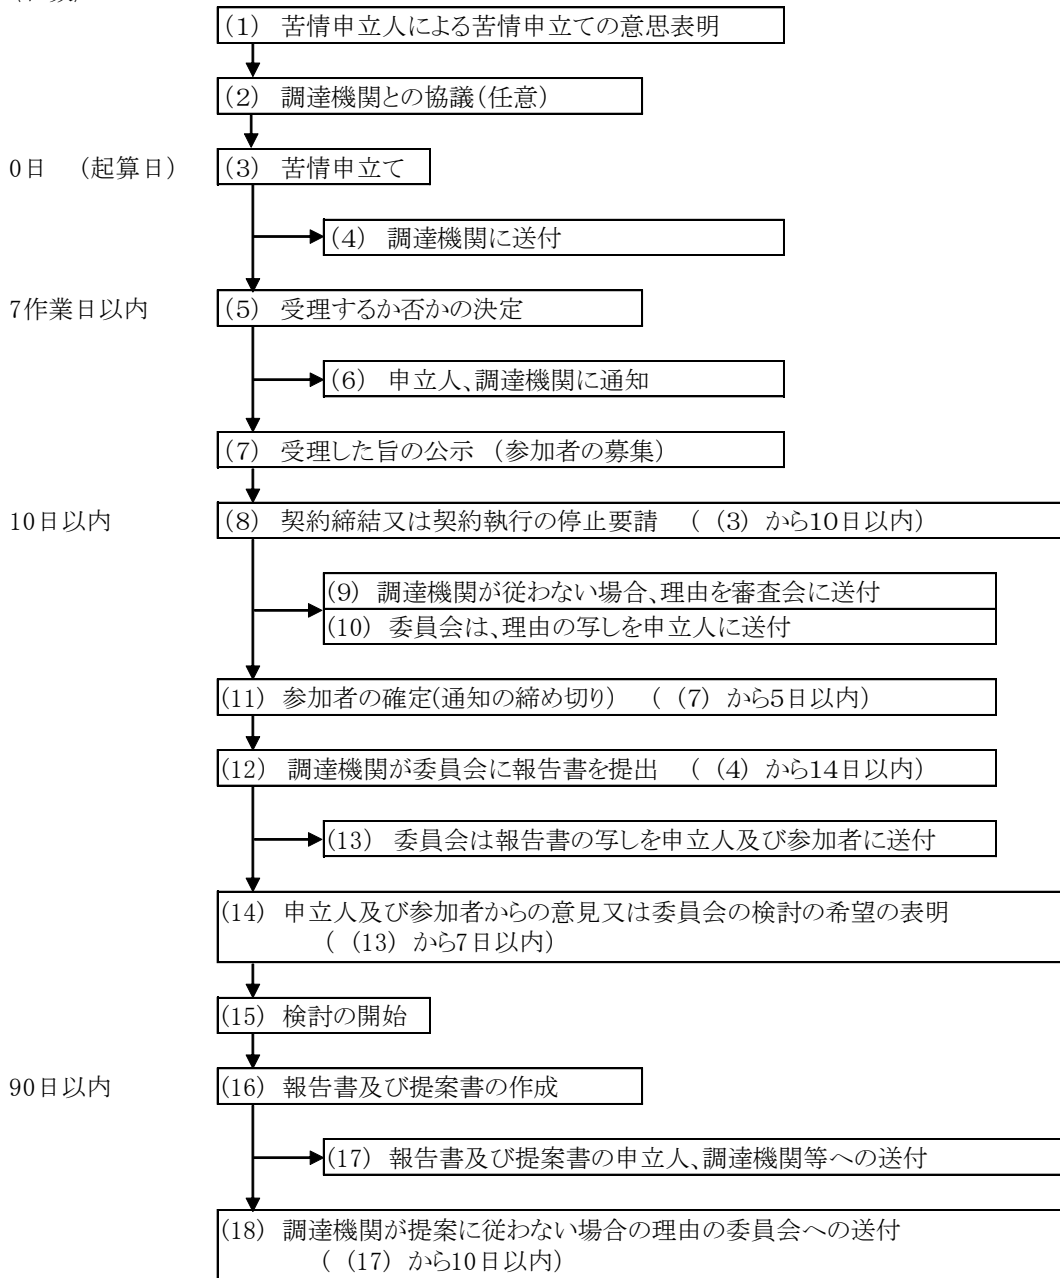 (1) 苦情申立人による苦情申立ての意思表明
(2) 調達機関との協議(任意)
0日 (起算日) (3) 苦情申立て
(4) 調達機関に送付
7作業日以内 (5) 受理するか否かの決定
(6) 申立人、調達機関に通知
(7) 受理した旨の公示 (参加者の募集)
10日以内 (8) 契約締結又は契約執行の停止要請 ( (3) から10日以内)
(9) 調達機関が従わない場合、理由を審査会に送付
(10) 委員会は、理由の写しを申立人に送付
(11) 参加者の確定(通知の締め切り) ( (7) から5日以内)
(12) 調達機関が委員会に報告書を提出 ( (4) から14日以内)
(13) 委員会は報告書の写しを申立人及び参加者に送付
(14) 申立人及び参加者からの意見又は委員会の検討の希望の表明
( (13) から7日以内)
(15) 検討の開始
90日以内 (16) 報告書及び提案書の作成
(17) 報告書及び提案書の申立人、調達機関等への送付
(18) 調達機関が提案に従わない場合の理由の委員会への送付
( (17) から10日以内)